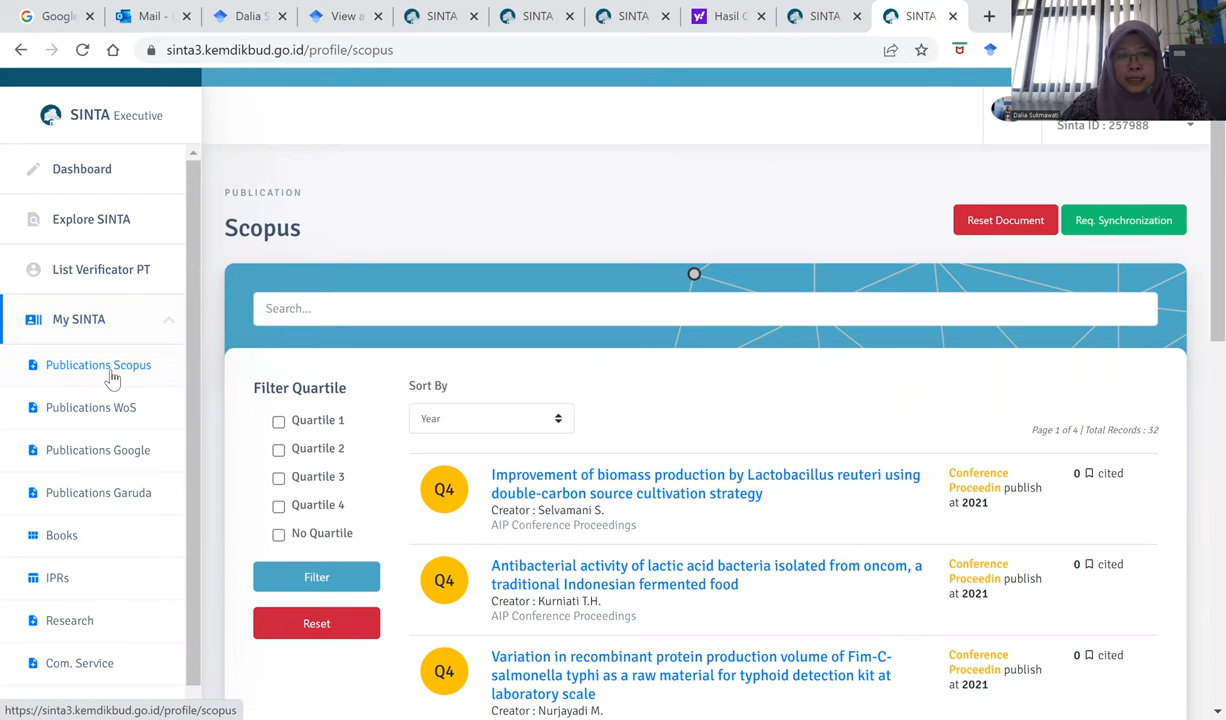 Google
Mail -
Dalia S
View a
SINTA
SINTA
SINTA
Hasil C
SINTA
SINTA
sinta3.kemdikbud.go.id/profile/scopus
Dalia Sukmawati
Sinta ID : 257988
SINTA Executive
Dashboard
Explore SINTA
List Verificator PT
My SINTA
Publications Scopus
Publications WoS
Publications Google
Publications Garuda
Books
IPRs
Research
Com. Service
https://sinta3.kemdikbud.go.id/profile/scopus
PUBLICATION
Scopus
Reset Document
Req. Synchronization
Search...
Filter Quartile
Quartile 1
Quartile 2
Quartile 3
Quartile 4
No Quartile
Filter
Reset
Sort By
Year
Page 1 of 4 | Total Records : 32
Q4
Improvement of biomass production by Lactobacillus reuteri using
double-carbon source cultivation strategy
Creator : Selvamani S.
AIP Conference Proceedings
Conference
Proceedin publish
at 2021
0 cited
Q4
Antibacterial activity of lactic acid bacteria isolated from oncom, a
traditional Indonesian fermented food
Creator : Kurniati T.H.
AIP Conference Proceedings
Conference
Proceedin publish
at 2021
0 cited
Q4
Variation in recombinant protein production volume of Fim-C-
salmonella typhi as a raw material for typhoid detection kit at
laboratory scale
Creator : Nurjayadi M.
Conference
Proceedin publish
at 2021
0 cited